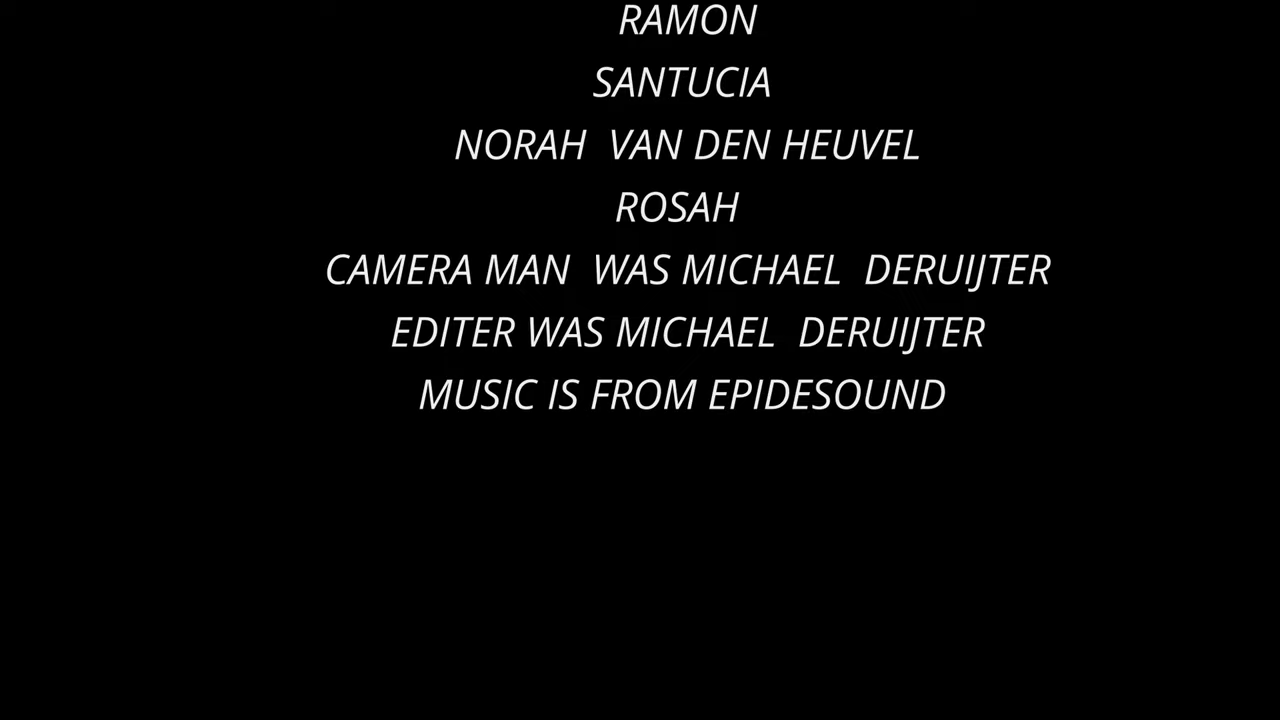 RAMON
SANTUCIA
NORAH VAN DEN HEUVEL
ROSAH
CAMERA MAN WAS MICHAEL DERUIJTER
EDITER WAS MICHAEL DERUIJTER
MUSIC IS FROM EPIDESOUND